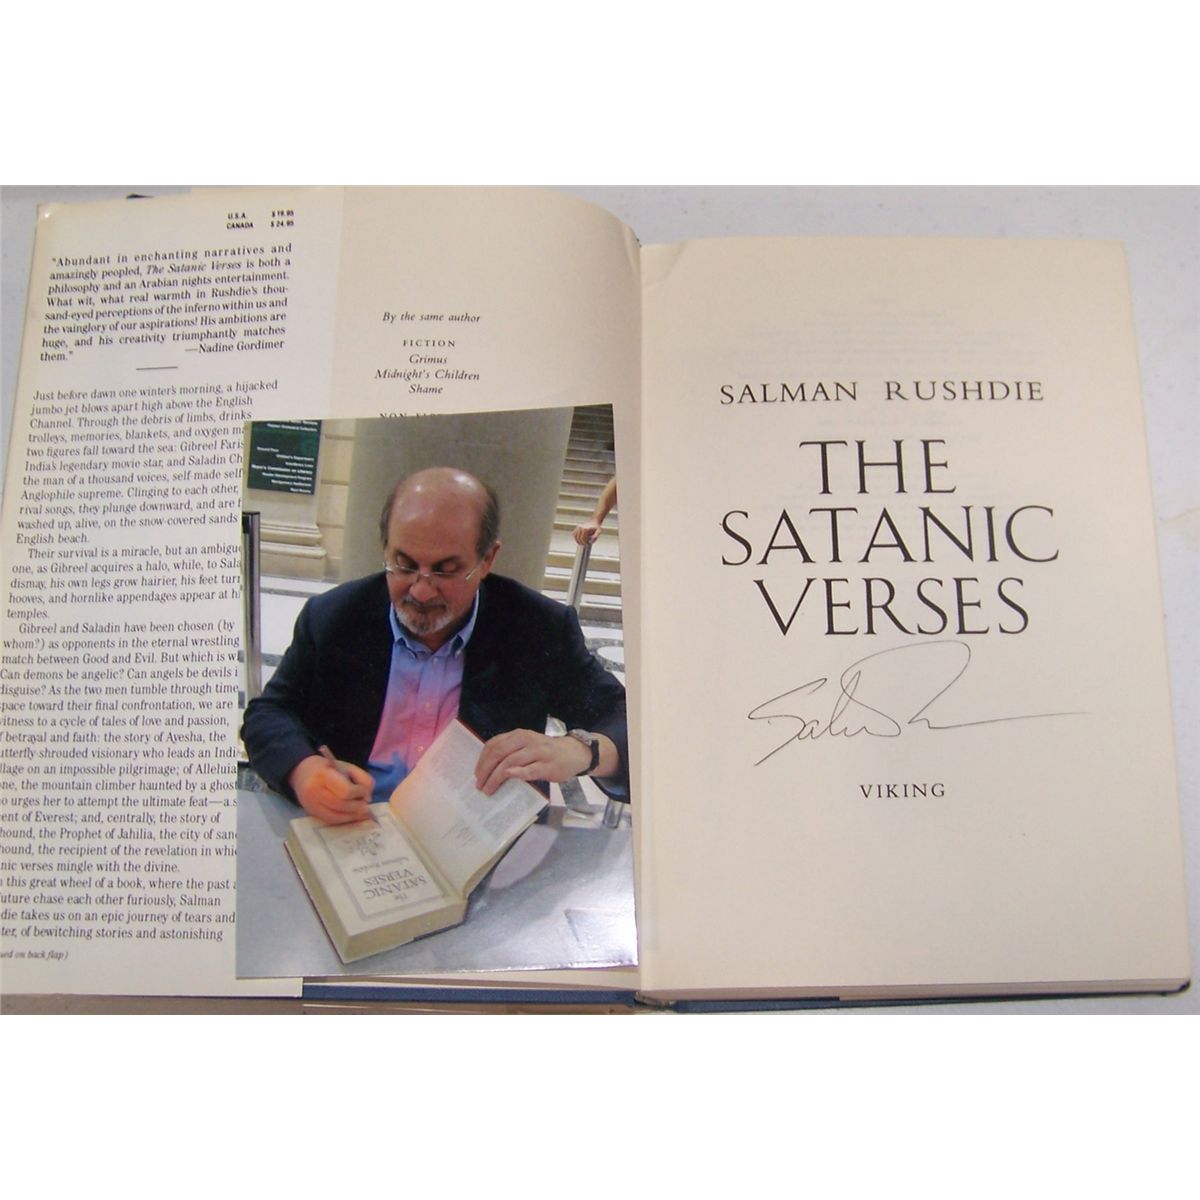 U.S.A. $19.95
CANADA $24.95
"Abundant in enchanting narratives and
amazingly peopled, The Satanic Verses is both a
philosophy and an Arabian nights entertainment.
What wit, what real warmth in Rushdie's thou-
sand-eyed perceptions of the inferno within us and
the vainglory of our aspirations! His ambitions are
huge, and his creativity triumphantly matches
them."
—Nadine Gordimer
Just before dawn one winter's morning, a hijacked
jumbo jet blows apart high above the English
Channel. Through the debris of limbs, drinks
trolleys, memories, blankets, and oxygen
two figures fall toward the sea: Gibreel
India's legendary movie star, and Saladin
the man of a thousand voices, self-made
Anglophile supreme. Clinging to each other,
rival songs, they plunge downward, and are
washed up, alive, on the snow-covered sands
English beach.
Their survival is a miracle, but an
one, as Gibreel acquires a halo, while, to
dismay, his own legs grow hairier, his feet
hooves, and hornlike appendages appear at
temples.
Gibreel and Saladin have been chosen (by
whom?) as opponents in the eternal wrestling
match between Good and Evil. But which is
Can demons be angelic? Can angels be devils
disguise? As the two men tumble through time
space toward their final confrontation, we are
witness to a cycle of tales of love and passion,
of betrayal and faith: the story of Ayesha, the
butterfly-shrouded visionary who leads an
village on an impossible pilgrimage; of Alleluia
the mountain climber haunted by a ghost
urges her to attempt the ultimate feat—a
of Everest; and, centrally, the story of
the Prophet of Jahilia, the city of
the recipient of the revelation in
verses mingle with the divine.
this great wheel of a book, where the past
future chase each other furiously, Salman
takes us on an epic journey of tears and
of bewitching stories and astonishing
on back flap)
By the same author
FICTION
Grimus
Midnight's Children
Shame
The
SATANIC
VERSES
Salman Rushdie
SALMAN RUSHDIE
THE
SATANIC
VERSES
VIKING